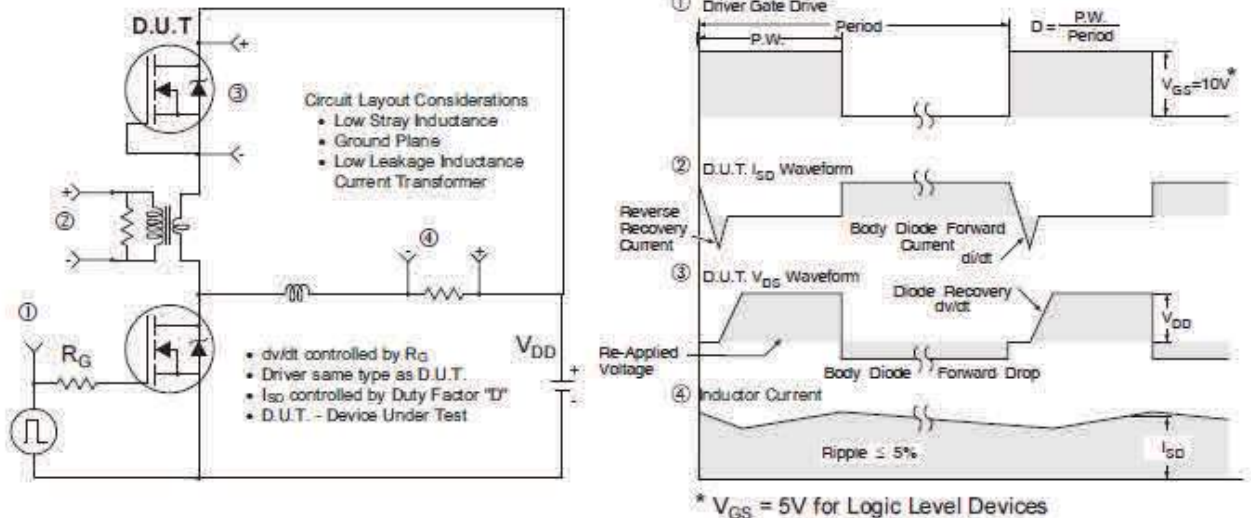 D.U.T
+
③
-
Circuit Layout Considerations
• Low Stray Inductance
• Ground Plane
• Low Leakage Inductance
Current Transformer
+
②
-
④
- +
①
RG
VDD
+
-
• dv/dt controlled by RG
• Driver same type as D.U.T.
• ISD controlled by Duty Factor "D"
• D.U.T. - Device Under Test
① Driver Gate Drive
P.W.
Period
D = P.W. / Period
VGS=10V*
② D.U.T. ISD Waveform
Reverse
Recovery
Current
Body Diode Forward
Current
di/dt
③ D.U.T. VDS Waveform
Diode Recovery
dv/dt
VDD
Re-Applied
Voltage
Body Diode Forward Drop
④ Inductor Current
Ripple ≤ 5%
ISD
* VGS = 5V for Logic Level Devices